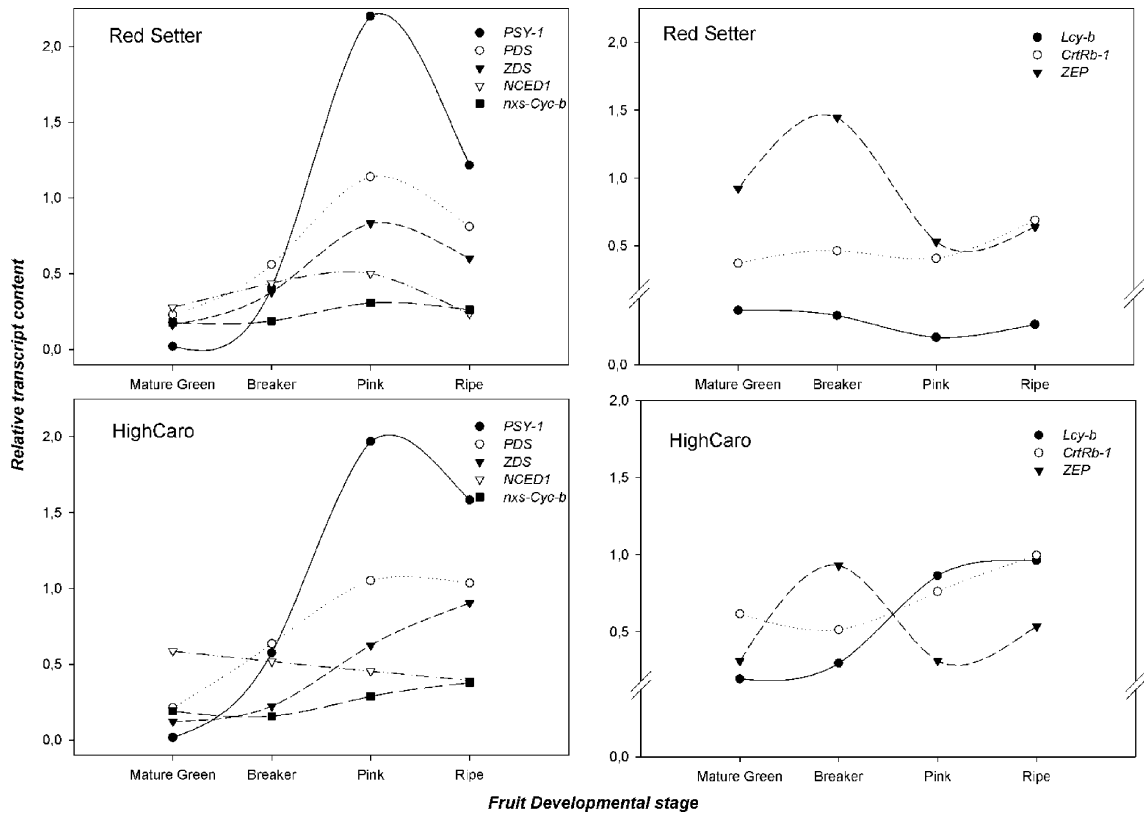 Relative transcript content
Red Setter
PSY-1
PDS
ZDS
NCED1
nxs-Cyc-b
2,0
1,5
1,0
0,5
0,0
Mature Green Breaker Pink Ripe
Red Setter
Lcy-b
CrtRb-1
ZEP
2,0
1,5
1,0
0,5
0,0
Mature Green Breaker Pink Ripe
HighCaro
PSY-1
PDS
ZDS
NCED1
nxs-Cyc-b
2,0
1,5
1,0
0,5
0,0
Mature Green Breaker Pink Ripe
HighCaro
Lcy-b
CrtRb-1
ZEP
2,0
1,0
0,5
0,0
Mature Green Breaker Pink Ripe
Fruit Developmental stage